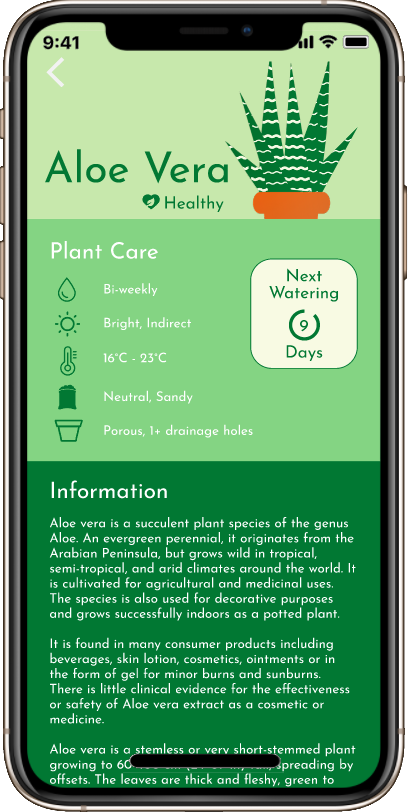 9:41
Aloe Vera
Healthy
Plant Care
Bi-weekly
Bright, Indirect
16°C - 23°C
Neutral, Sandy
Porous, 1+ drainage holes
Next
Watering
9
Days
Information
Aloe vera is a succulent plant species of the genus
Aloe. An evergreen perennial, it originates from the
Arabian Peninsula, but grows wild in tropical,
semi-tropical, and arid climates around the world. It
is cultivated for agricultural and medicinal uses.
The species is also used for decorative purposes
and grows successfully indoors as a potted plant.
It is found in many consumer products including
beverages, skin lotion, cosmetics, ointments or in
the form of gel for minor burns and sunburns.
There is little clinical evidence for the effectiveness
or safety of Aloe vera extract as a cosmetic or
medicine.
Aloe vera is a stemless or very short-stemmed plant
growing to spreading by
offsets. The leaves are thick and fleshy, green to